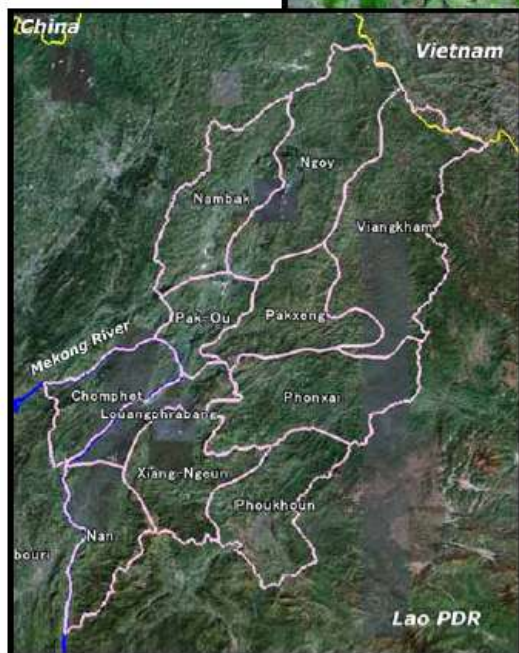 China
Vietnam
Ngoy
Nambak
Viangkham
Pak-Ou
Pakxeng
Mekong River
Chomphet
Phonxai
Louangphrabang
Xiang-Ngeun
Phoukhoun
Nan
bouri
Lao PDR